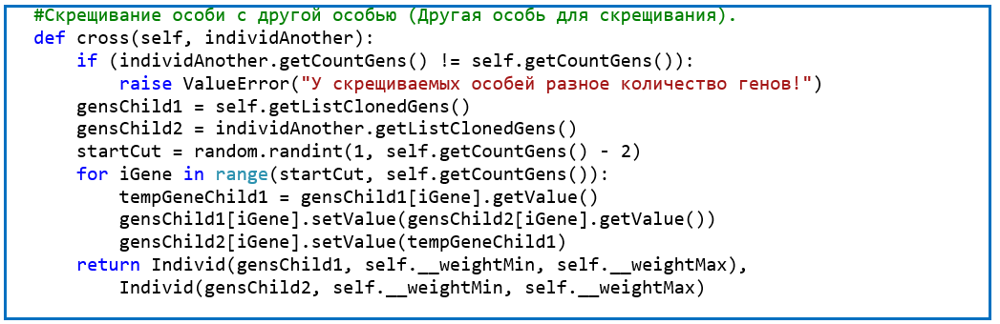 #Скрещивание особи с другой особью (Другая особь для скрещивания).
def cross(self, individAnother):
    if (individAnother.getCountGens() != self.getCountGens()):
        raise ValueError("У скрещиваемых особей разное количество генов!")
    gensChild1 = self.getListClonedGens()
    gensChild2 = individAnother.getListClonedGens()
    startCut = random.randint(1, self.getCountGens() - 2)
    for iGene in range(startCut, self.getCountGens()):
        tempGeneChild1 = gensChild1[iGene].getValue()
        gensChild1[iGene].setValue(gensChild2[iGene].getValue())
        gensChild2[iGene].setValue(tempGeneChild1)
    return Individ(gensChild1, self.__weightMin, self.__weightMax),
        Individ(gensChild2, self.__weightMin, self.__weightMax)